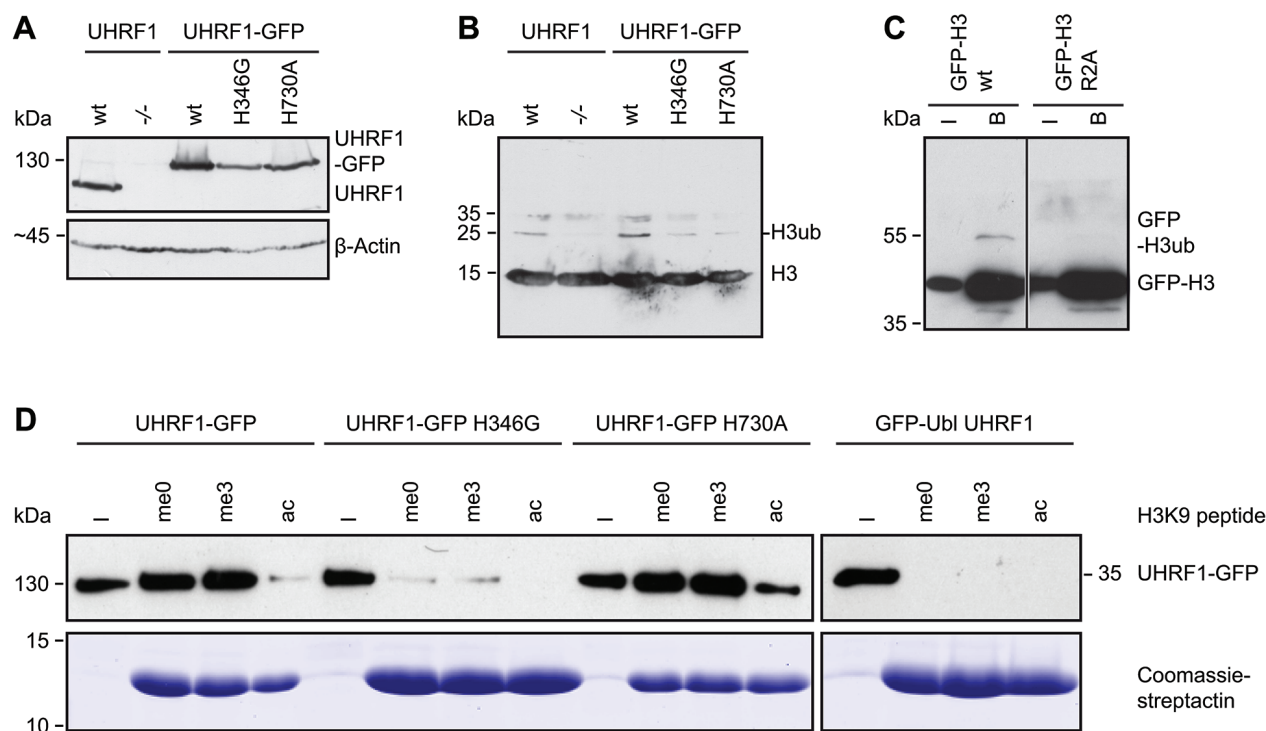 A
UHRF1 UHRF1-GFP
wt -/- wt H346G H730A
kDa
130
UHRF1
-GFP
UHRF1
~45
β-Actin
B
UHRF1 UHRF1-GFP
wt -/- wt H346G H730A
kDa
35
25
15
H3ub
H3
C
GFP-H3
wt
GFP-H3
R2A
kDa I B I B
55
35
GFP
-H3ub
GFP-H3
D
UHRF1-GFP UHRF1-GFP H346G UHRF1-GFP H730A GFP-Ubl UHRF1
kDa I me0 me3 ac I me0 me3 ac I me0 me3 ac I me0 me3 ac H3K9 peptide
130 35 UHRF1-GFP
15
10
Coomassie-
streptactin